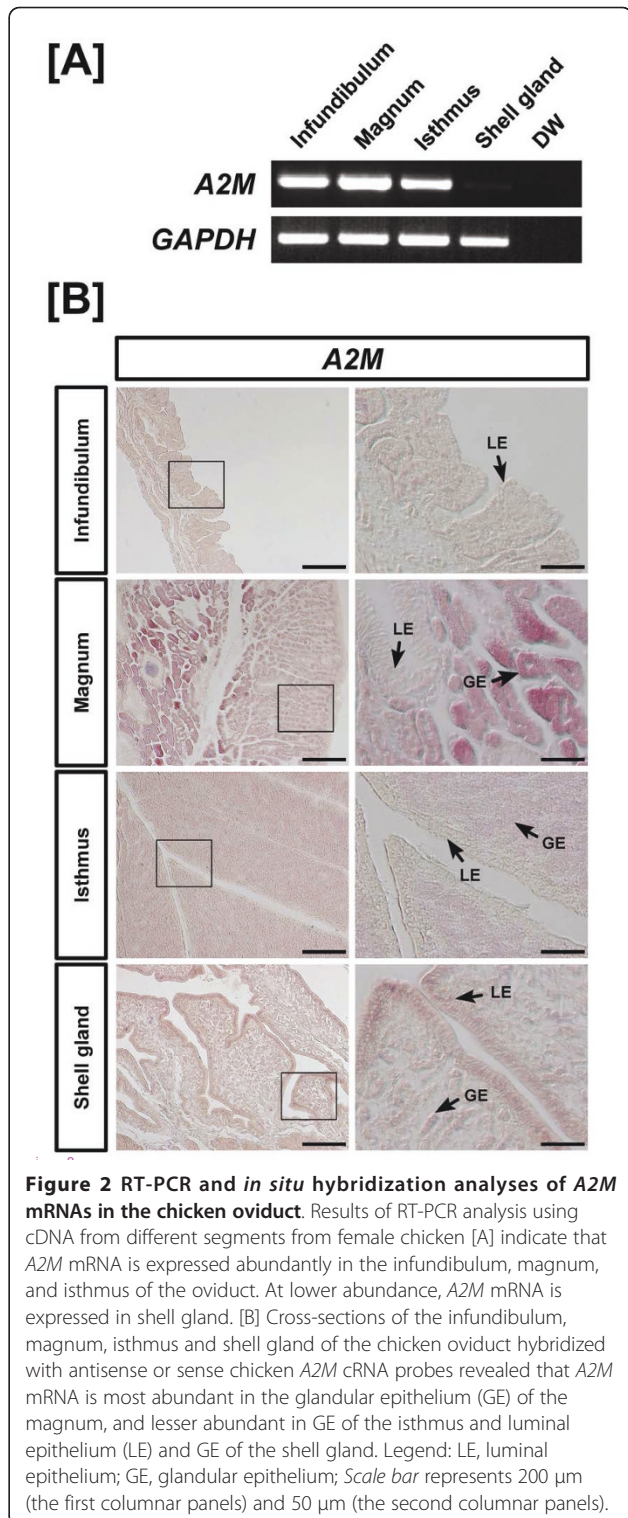 [A]
Infundibulum
Magnum
Isthmus
Shell gland
DW
A2M
GAPDH
[B]
A2M
Infundibulum
LE
Magnum
LE
GE
Isthmus
GE
LE
Shell gland
LE
GE
Figure 2 RT-PCR and in situ hybridization analyses of A2M
mRNAs in the chicken oviduct. Results of RT-PCR analysis using
cDNA from different segments from female chicken [A] indicate that
A2M mRNA is expressed abundantly in the infundibulum, magnum,
and isthmus of the oviduct. At lower abundance, A2M mRNA is
expressed in shell gland. [B] Cross-sections of the infundibulum,
magnum, isthmus and shell gland of the chicken oviduct hybridized
with antisense or sense chicken A2M cRNA probes revealed that A2M
mRNA is most abundant in the glandular epithelium (GE) of the
magnum, and lesser abundant in GE of the isthmus and luminal
epithelium (LE) and GE of the shell gland. Legend: LE, luminal
epithelium; GE, glandular epithelium; Scale bar represents 200 μm
(the first columnar panels) and 50 μm (the second columnar panels).